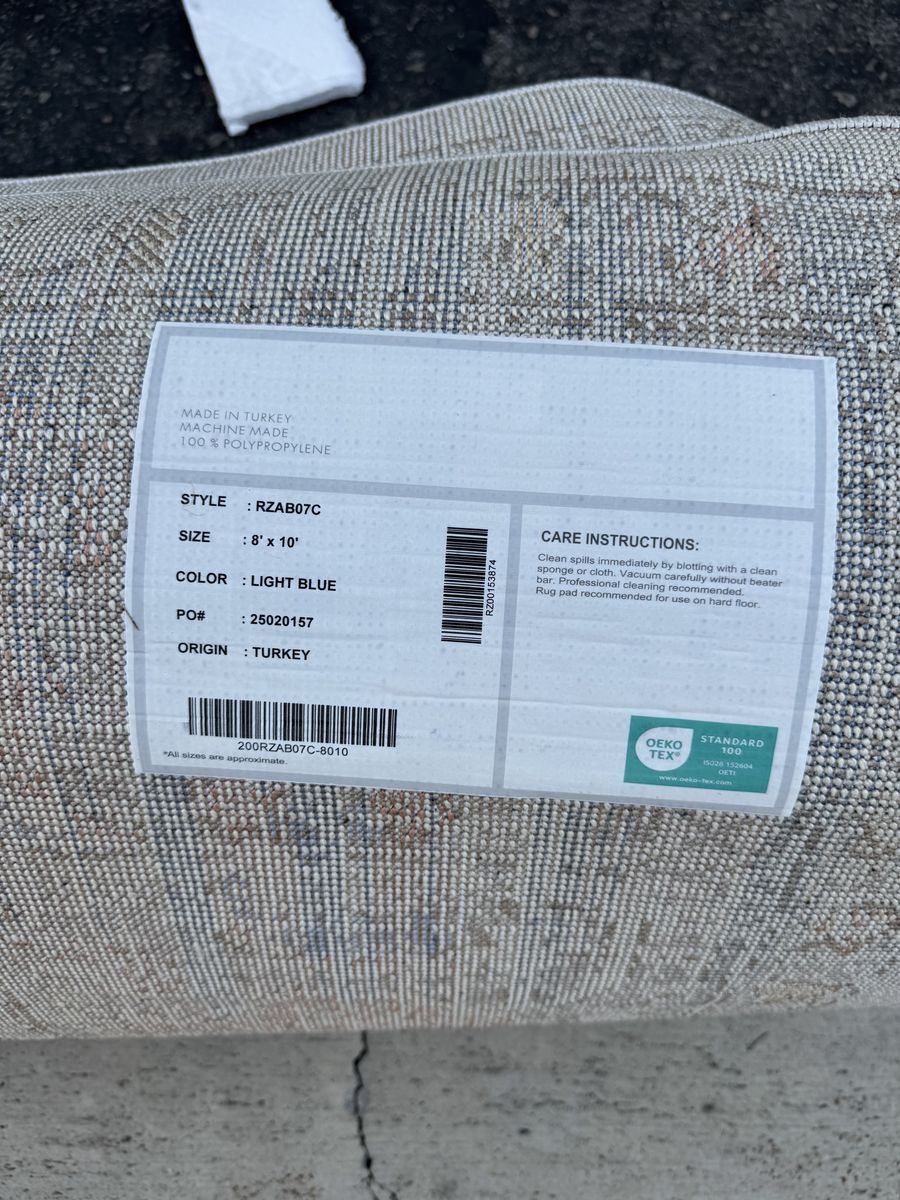 MADE IN TURKEY
MACHINE MADE
100 % POLYPROPYLENE
STYLE : RZAB07C
SIZE : 8' x 10'
COLOR : LIGHT BLUE
PO# : 25020157
ORIGIN : TURKEY
200RZAB07C-8010
*All sizes are approximate.
RZ00153874
CARE INSTRUCTIONS:
Clean spills immediately by blotting with a clean
sponge or cloth. Vacuum carefully without beater
bar. Professional cleaning recommended.
Rug pad recommended for use on hard floor.
OEKO
TEX®
STANDARD
100
IS026 152604
OETI
www.oeko-tex.com